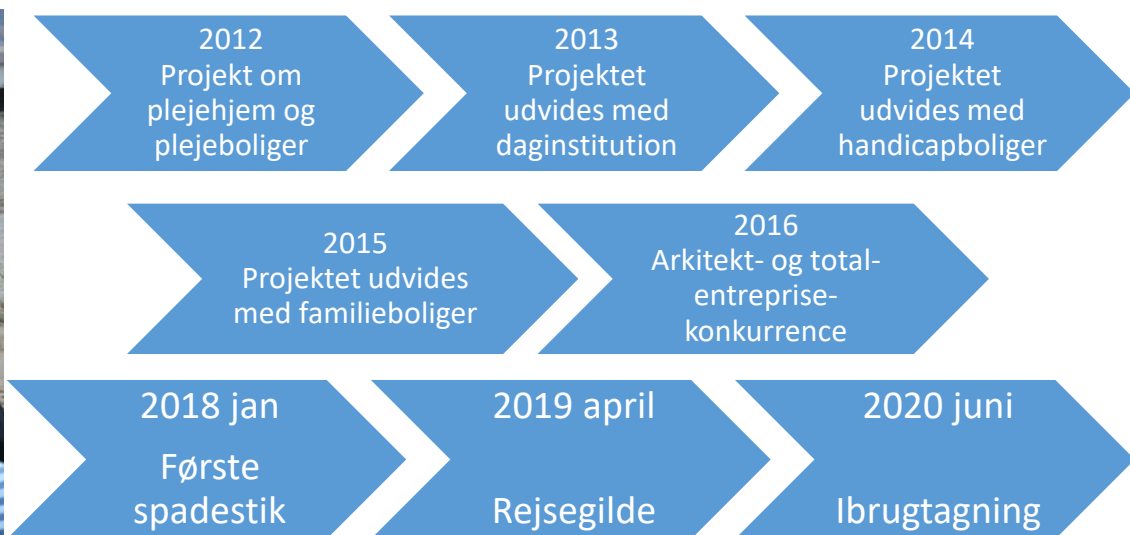 2012
Projekt om
plejehjem og
plejeboliger
2013
Projektet
udvides med
daginstitution
2014
Projektet
udvides med
handicapboliger
2015
Projektet udvides
med familieboliger
2016
Arkitekt- og total-
entreprise-
konkurrence
2018 jan
Første
spadestik
2019 april
Rejsegilde
2020 juni
Ibrugtagning